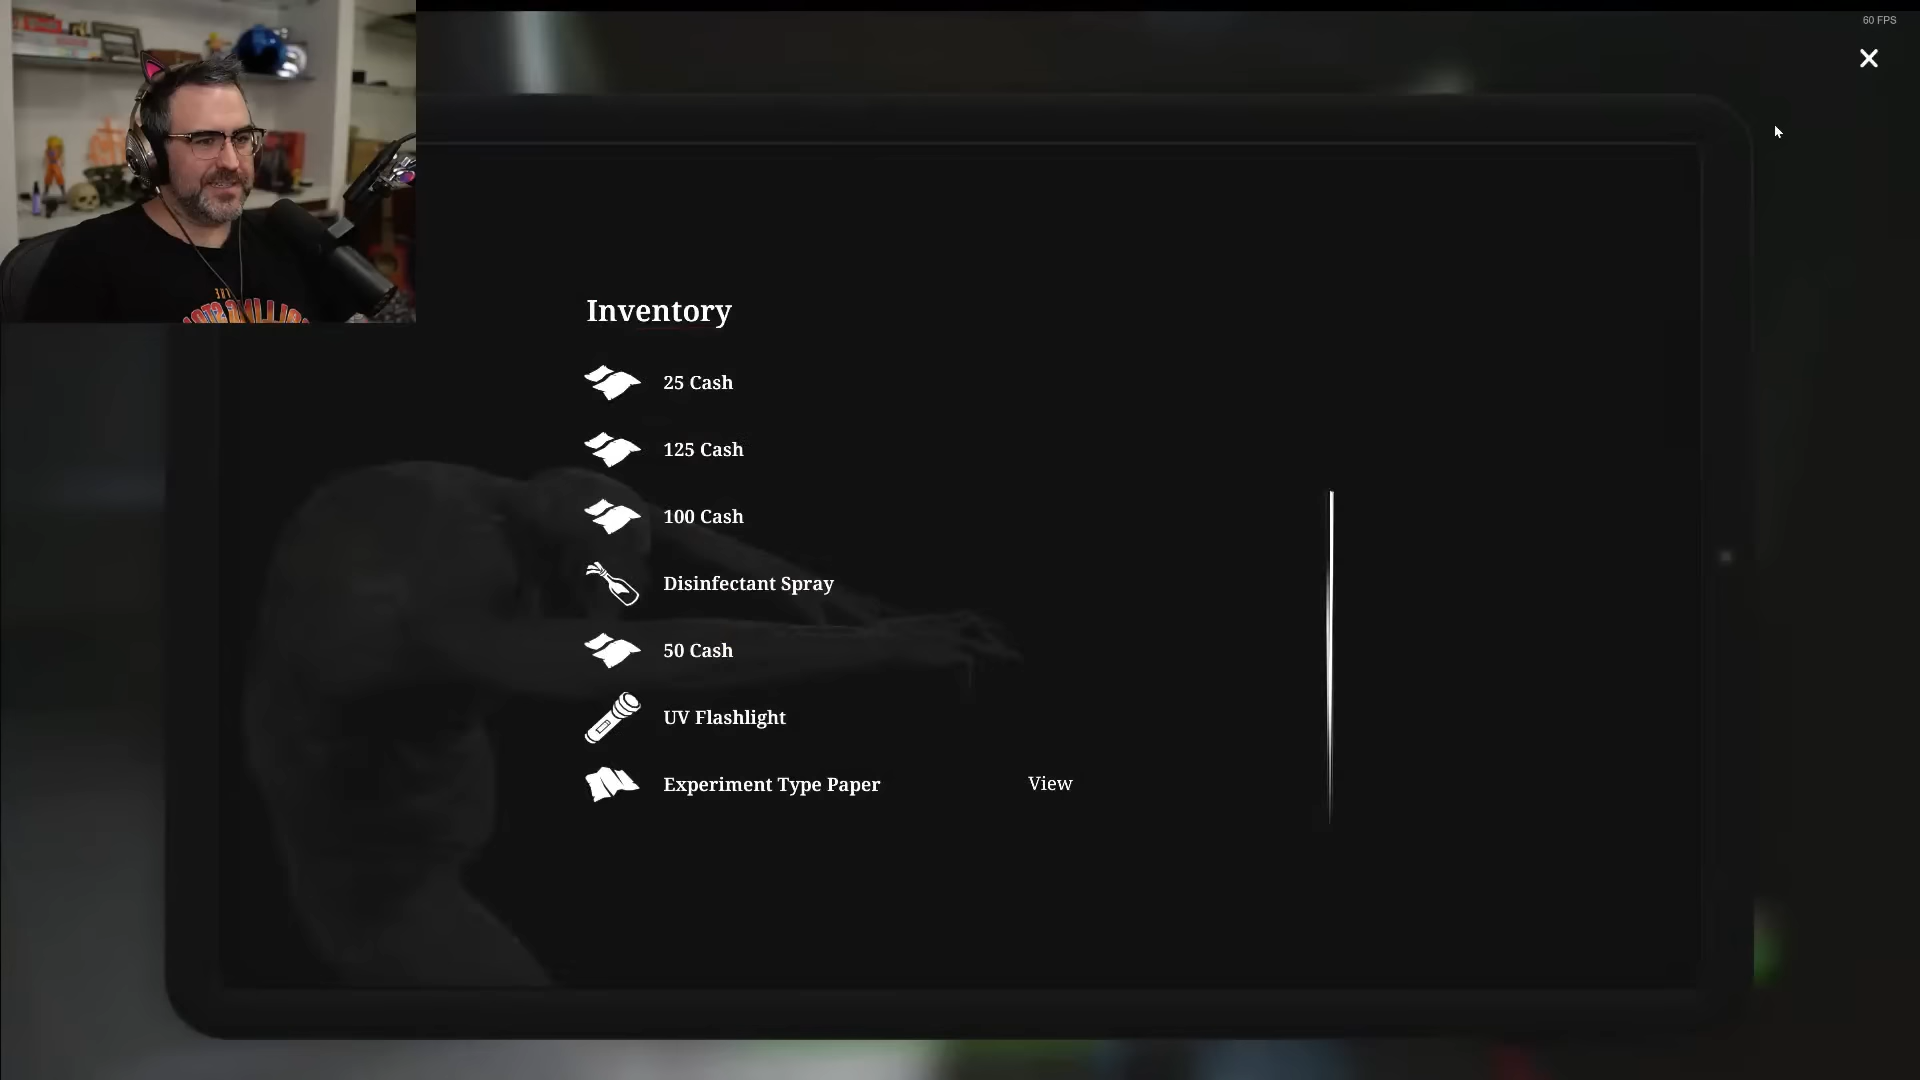 60 FPS
Inventory
25 Cash
125 Cash
100 Cash
Disinfectant Spray
50 Cash
UV Flashlight
Experiment Type Paper View